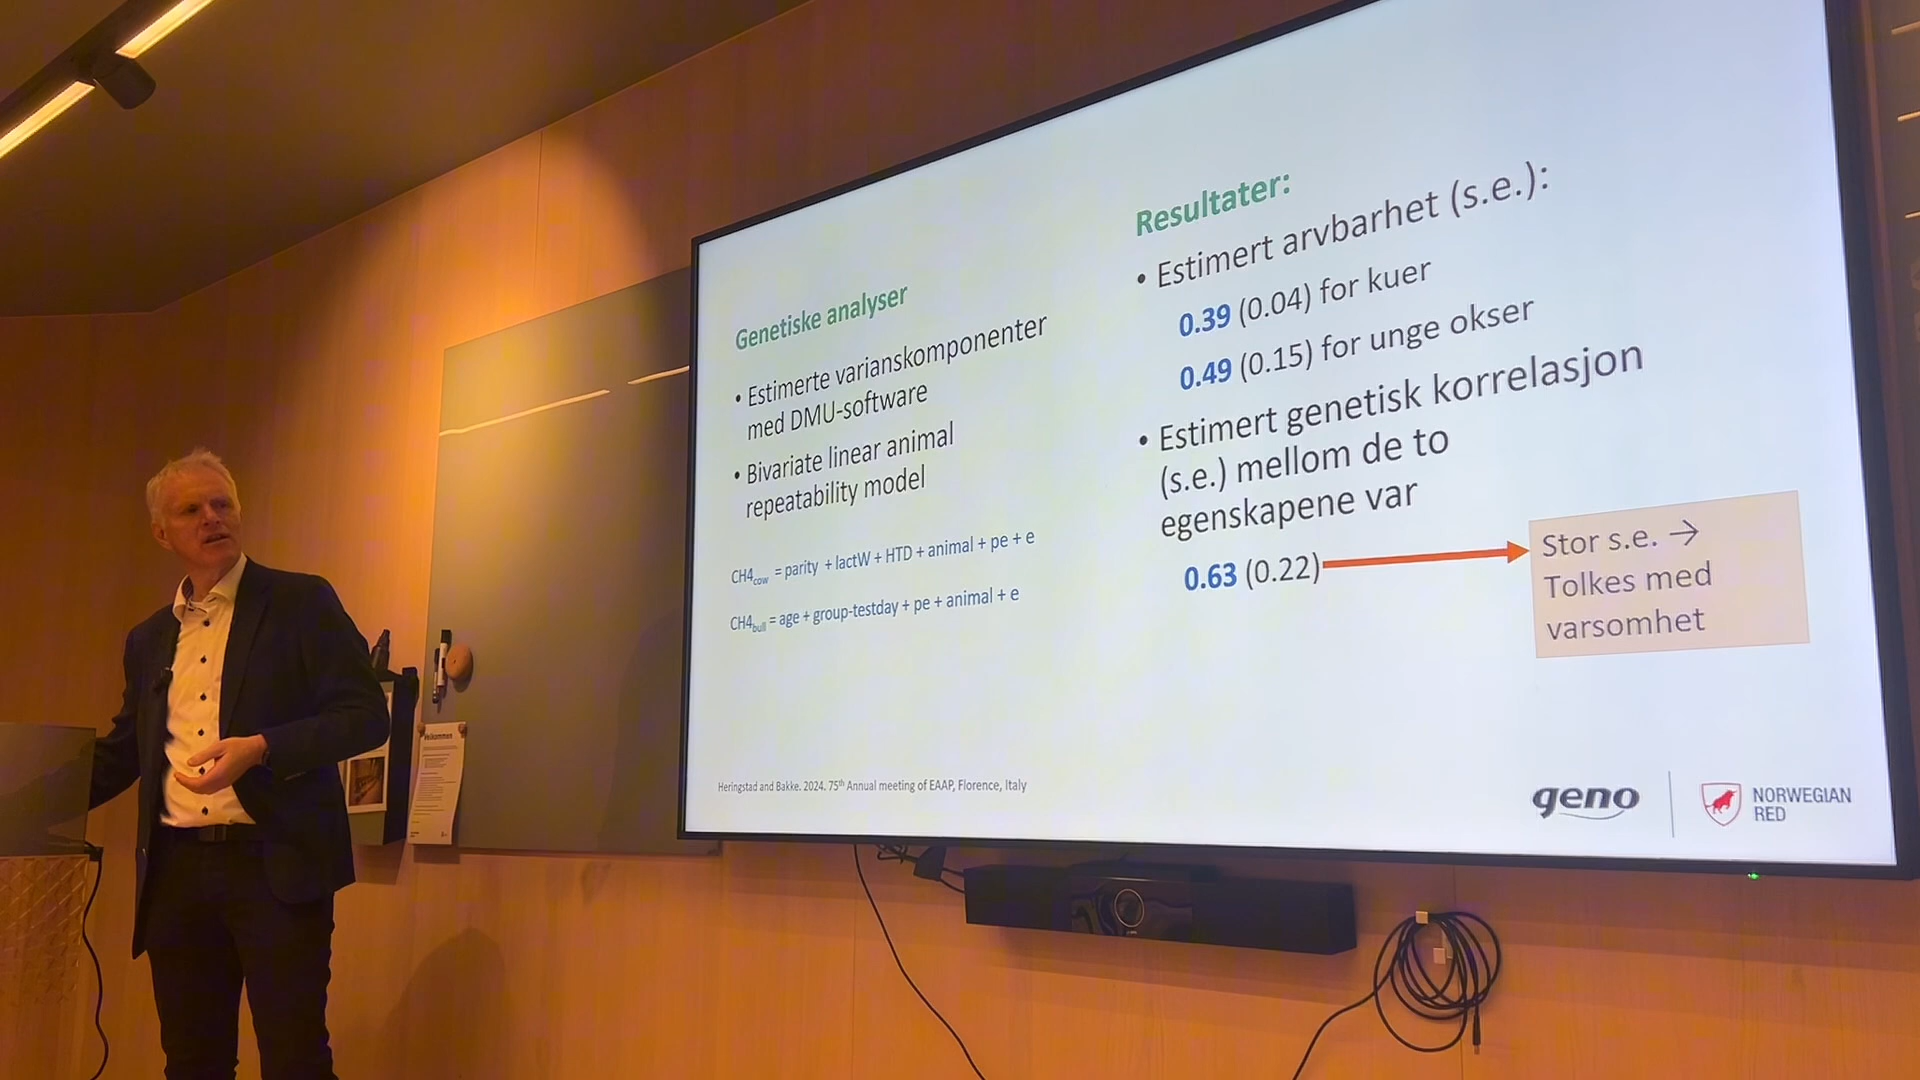 Genetiske analyser
• Estimerte varianskomponenter
med DMU-software
• Bivariate linear animal
repeatability model
CH4cow = parity + lactW + HTD + animal + pe + e
CH4bull = age + group-testday + pe + animal + e
Heringstad and Bakke. 2024. 75th Annual meeting of EAAP, Florence, Italy
Resultater:
• Estimert arvbarhet (s.e.):
0.39 (0.04) for kuer
0.49 (0.15) for unge okser
• Estimert genetisk korrelasjon
(s.e.) mellom de to
egenskapene var
0.63 (0.22)
Stor s.e. →
Tolkes med
varsomhet
geno
NORWEGIAN
RED
Velkommen